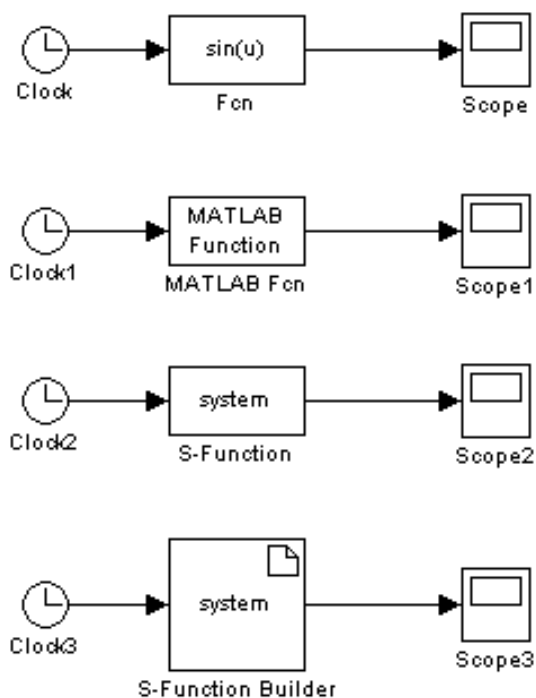 sin(u)
Clock
Fcn
Scope
MATLAB
Function
Clock1
MATLAB Fcn
Scope1
system
Clock2
S-Function
Scope2
system
Clock3
S-Function Builder
Scope3